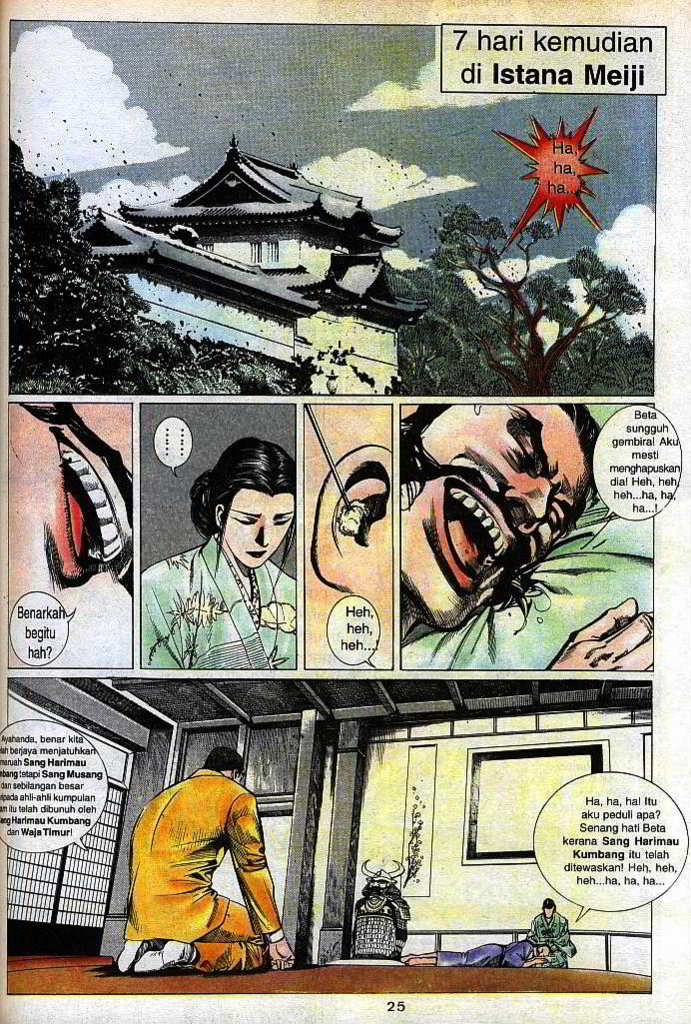 7 hari kemudian
di Istana Meiji
Ha,
ha,
ha...
Benarkah
begitu
hah?
......
......
Heh,
heh,
heh...!
Beta
sungguh
gembira! Aku
mesti
menghapuskan
dia! Heh, heh,
heh...ha, ha,
ha...!
Ayahanda, benar kita
berjaya menjatuhkan
maruah Sang Harimau
tetapi Sang Musang
dan sebilangan besar
ahli-ahli kumpulan
itu telah dibunuh oleh
Harimau Kumbang
dan Waja Timur!
Ha, ha, ha! Itu
aku peduli apa?
Senang hati Beta
kerana Sang Harimau
Kumbang itu telah
ditewaskan! Heh, heh,
heh...ha, ha, ha...
25